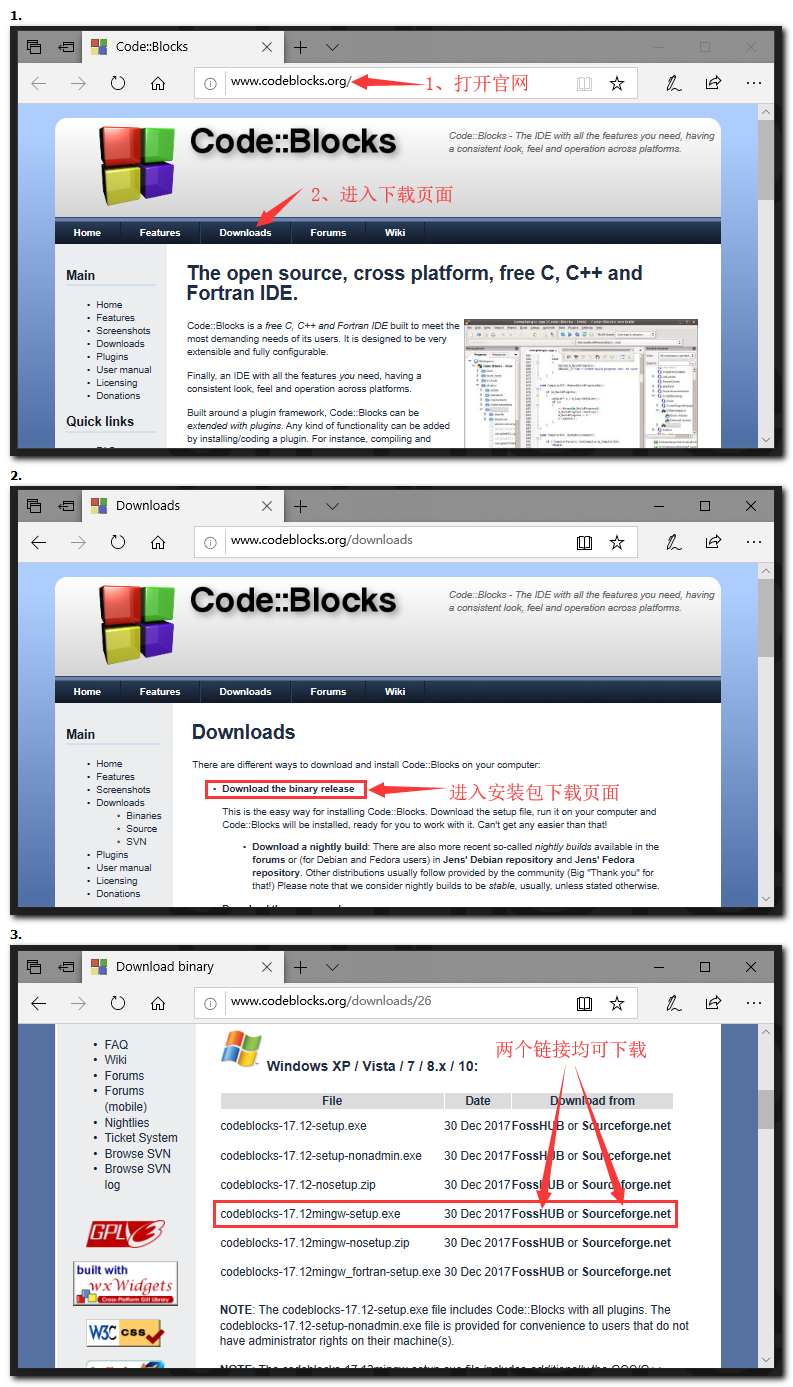 1.
Code::Blocks
www.codeblocks.org/
1、打开官网
Code::Blocks
Code::Blocks - The IDE with all the features you need, having
a consistent look, feel and operation across platforms.
2、进入下载页面
Home Features Downloads Forums Wiki
Main
• Home
• Features
• Screenshots
• Downloads
• Plugins
• User manual
• Licensing
• Donations
Quick links
The open source, cross platform, free C, C++ and
Fortran IDE.
Code::Blocks is a free C, C++ and Fortran IDE built to meet the
most demanding needs of its users. It is designed to be very
extensible and fully configurable.
Finally, an IDE with all the features you need, having a
consistent look, feel and operation across platforms.
Built around a plugin framework, Code::Blocks can be
extended with plugins. Any kind of functionality can be added
by installing/coding a plugin. For instance, compiling and
2.
Downloads
www.codeblocks.org/downloads
Code::Blocks
Code::Blocks - The IDE with all the features you need, having
a consistent look, feel and operation across platforms.
Home Features Downloads Forums Wiki
Main
• Home
• Features
• Screenshots
• Downloads
• Binaries
• Source
• SVN
• Plugins
• User manual
• Licensing
• Donations
Downloads
There are different ways to download and install Code::Blocks on your computer:
• Download the binary release
进入安装包下载页面
This is the easy way for installing Code::Blocks. Download the setup file, run it on your computer and
Code::Blocks will be installed, ready for you to work with it. Can't get any easier than that!
• Download a nightly build: There are also more recent so-called nightly builds available in the
forums or (for Debian and Fedora users) in Jens' Debian repository and Jens' Fedora
repository. Other distributions usually follow provided by the community (Big "Thank you" for
that!) Please note that we consider nightly builds to be stable, usually, unless stated otherwise.
3.
Download binary
www.codeblocks.org/downloads/26
• FAQ
• Wiki
• Forums
• Forums
(mobile)
• Nightlies
• Ticket System
• Browse SVN
• Browse SVN
log
GPLv3
built with
wxWidgets
Cross-Platform GUI Library
W3C css
两个链接均可下载
Windows XP / Vista / 7 / 8.x / 10:
File Date Download from
codeblocks-17.12-setup.exe 30 Dec 2017 FossHUB or Sourceforge.net
codeblocks-17.12-setup-nonadmin.exe 30 Dec 2017 FossHUB or Sourceforge.net
codeblocks-17.12-nosetup.zip 30 Dec 2017 FossHUB or Sourceforge.net
codeblocks-17.12mingw-setup.exe 30 Dec 2017 FossHUB or Sourceforge.net
codeblocks-17.12mingw-nosetup.zip 30 Dec 2017 FossHUB or Sourceforge.net
codeblocks-17.12mingw_fortran-setup.exe 30 Dec 2017 FossHUB or Sourceforge.net
NOTE: The codeblocks-17.12-setup.exe file includes Code::Blocks with all plugins. The
codeblocks-17.12-setup-nonadmin.exe file is provided for convenience to users that do not
have administrator rights on their machine(s).